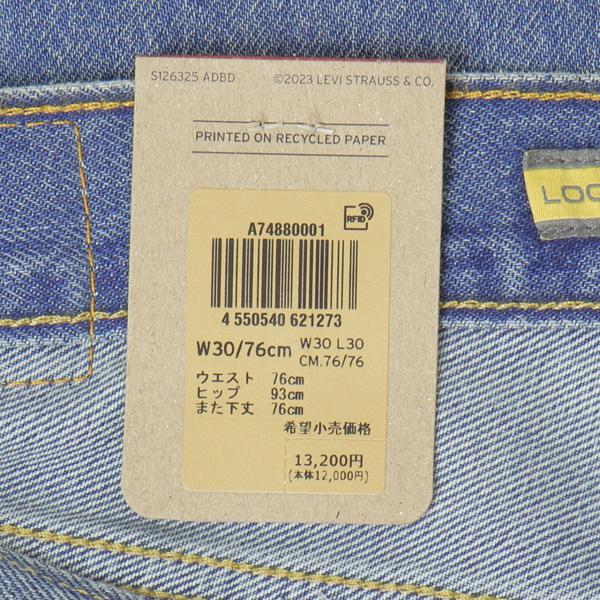 S126325 ADBD ©2023 LEVI STRAUSS & CO.
PRINTED ON RECYCLED PAPER
RFID
A74880001
4 550540 621273
W30/76cm W30 L30
CM.76/76
ウエスト 76cm
ヒップ 93cm
また下丈 76cm
希望小売価格
13,200円
(本体12,000円)
LOO